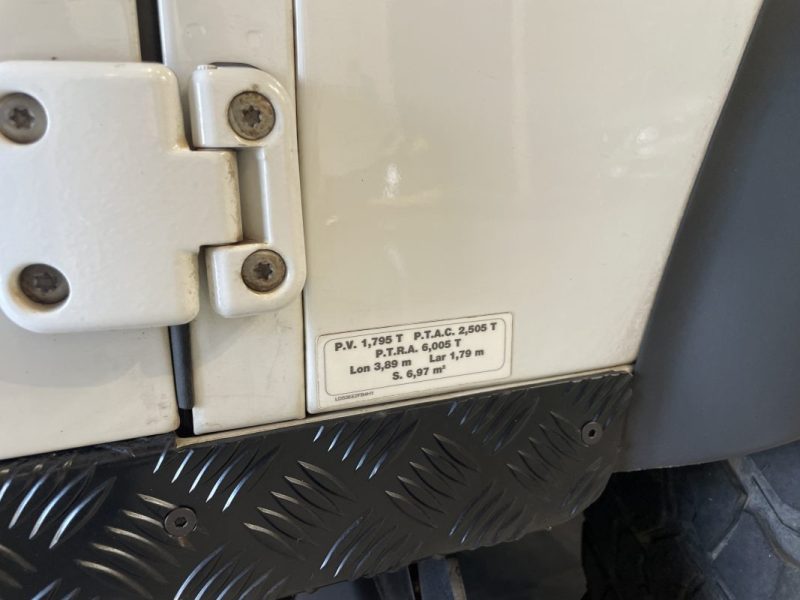 P.V. 1,795 T P.T.A.C. 2,505 T
P.T.R.A. 6,005 T
Lon 3,89 m Lar 1,79 m
S. 6,97 m²